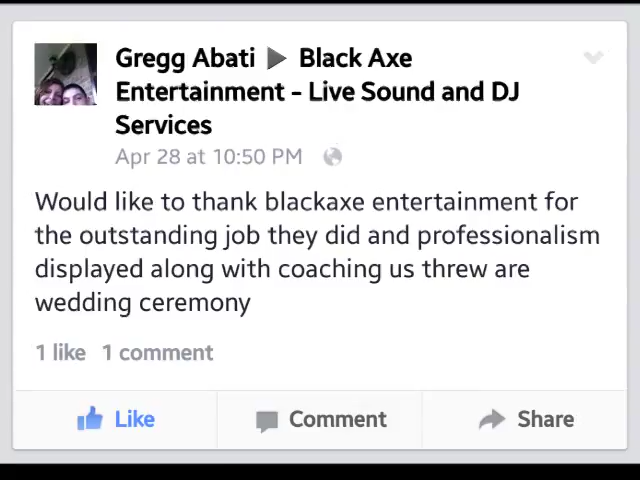 Gregg Abati ▶ Black Axe
Entertainment - Live Sound and DJ
Services
Apr 28 at 10:50 PM
Would like to thank blackaxe entertainment for
the outstanding job they did and professionalism
displayed along with coaching us threw are
wedding ceremony
1 like 1 comment
Like Comment Share